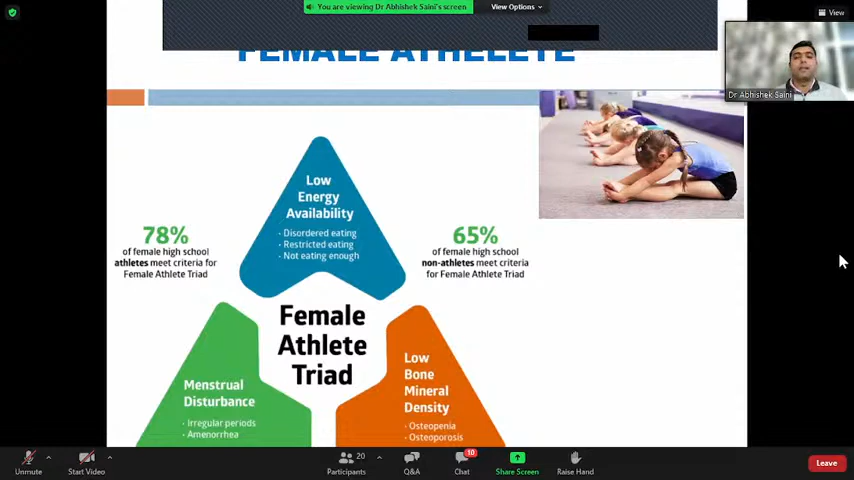 You are viewing Dr Abhishek Saini's screen
View Options
View
FEMALE ATHELETE
Dr Abhishek Saini
Low
Energy
Availability
· Disordered eating
· Restricted eating
· Not eating enough
78%
of female high school
athletes meet criteria for
Female Athlete Triad
65%
of female high school
non-athletes meet criteria
for Female Athlete Triad
Female
Athlete
Triad
Menstrual
Disturbance
· Irregular periods
· Amenorrhea
Low
Bone
Mineral
Density
· Osteopenia
· Osteoporosis
Unmute
Start Video
20
Participants
Q&A
10
Chat
Share Screen
Raise Hand
Leave